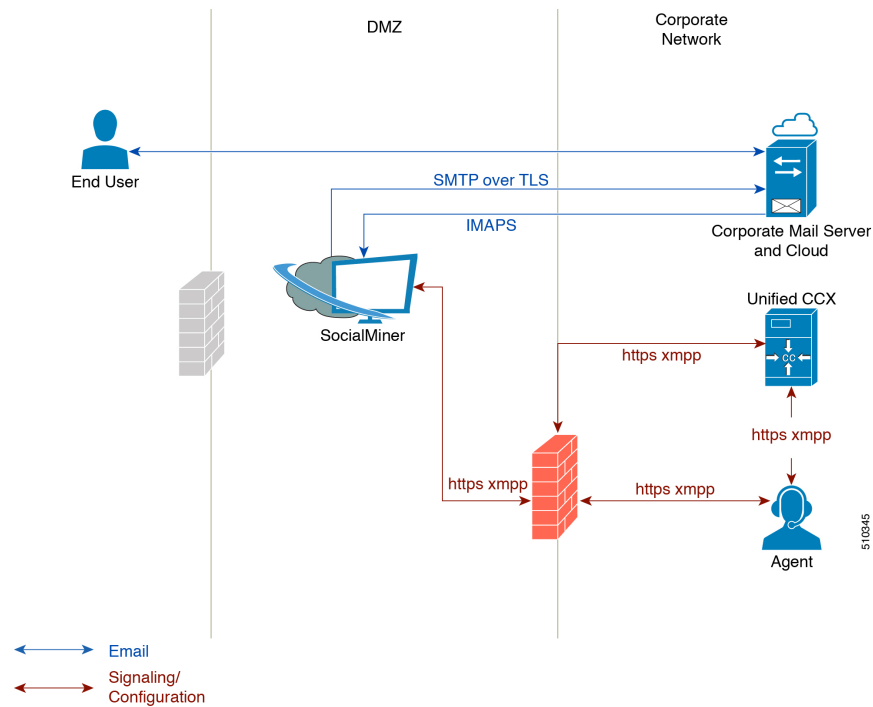 DMZ
Corporate
Network
End User
SMTP over TLS
IMAPS
Corporate Mail Server
and Cloud
SocialMiner
Unified CCX
https xmpp
CC
https xmpp
https xmpp
https xmpp
Agent
510345
Email
Signaling/
Configuration